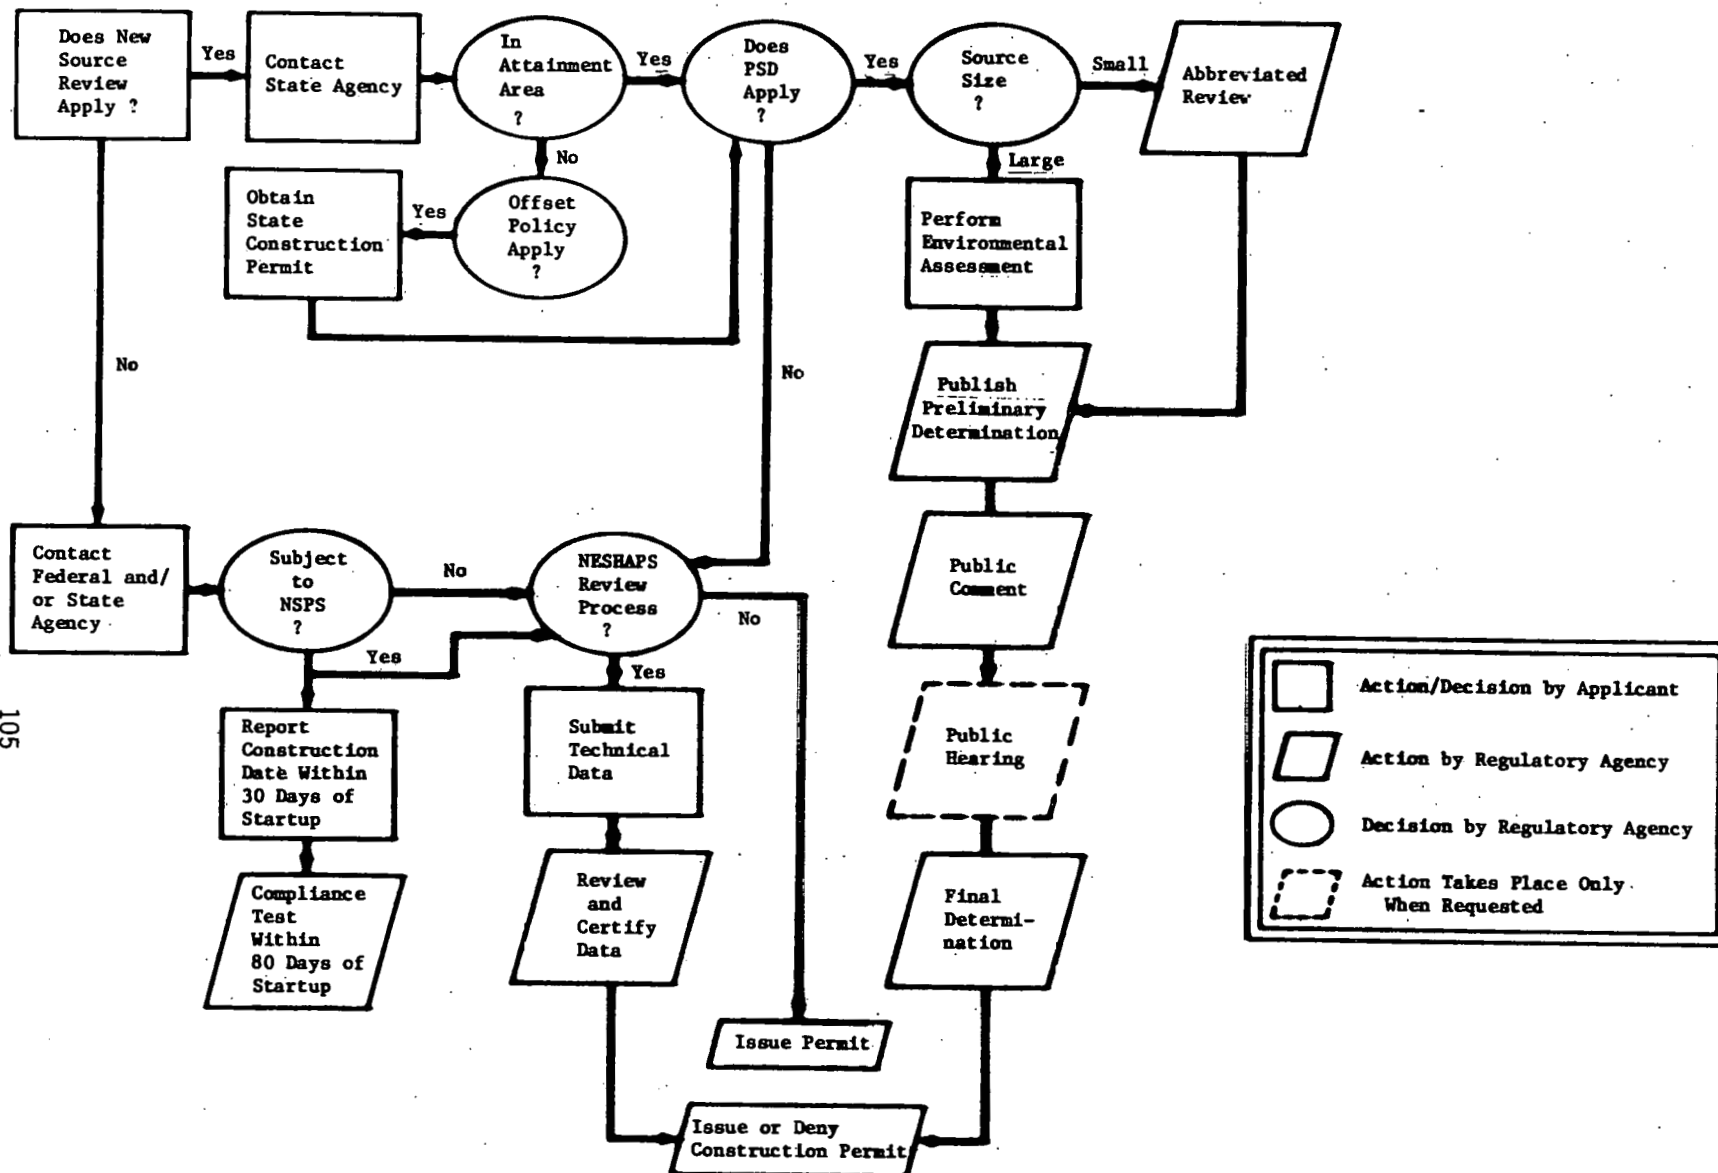 Does New
Source
Review
Apply ?
Yes
Contact
State Agency
In
Attainment
Area
?
Yes
Does
PSD
Apply
?
Yes
Source
Size
?
Small
Abbreviated
Review
No
Large
Obtain
State
Construction
Permit
Yes
Offset
Policy
Apply
?
Perform
Environmental
Assessment
No
No
Publish
Preliminary
Determination
Contact
Federal and/
or State
Agency
Subject
to
NSPS
?
No
NESHAPS
Review
Process
?
No
Public
Comment
Yes
Yes
Report
Construction
Date Within
30 Days of
Startup
Submit
Technical
Data
Public
Hearing
Compliance
Test
Within
80 Days of
Startup
Review
and
Certify
Data
Final
Determi-
nation
Issue Permit
Issue or Deny
Construction Permit
Action/Decision by Applicant
Action by Regulatory Agency
Decision by Regulatory Agency
Action Takes Place Only
When Requested
105